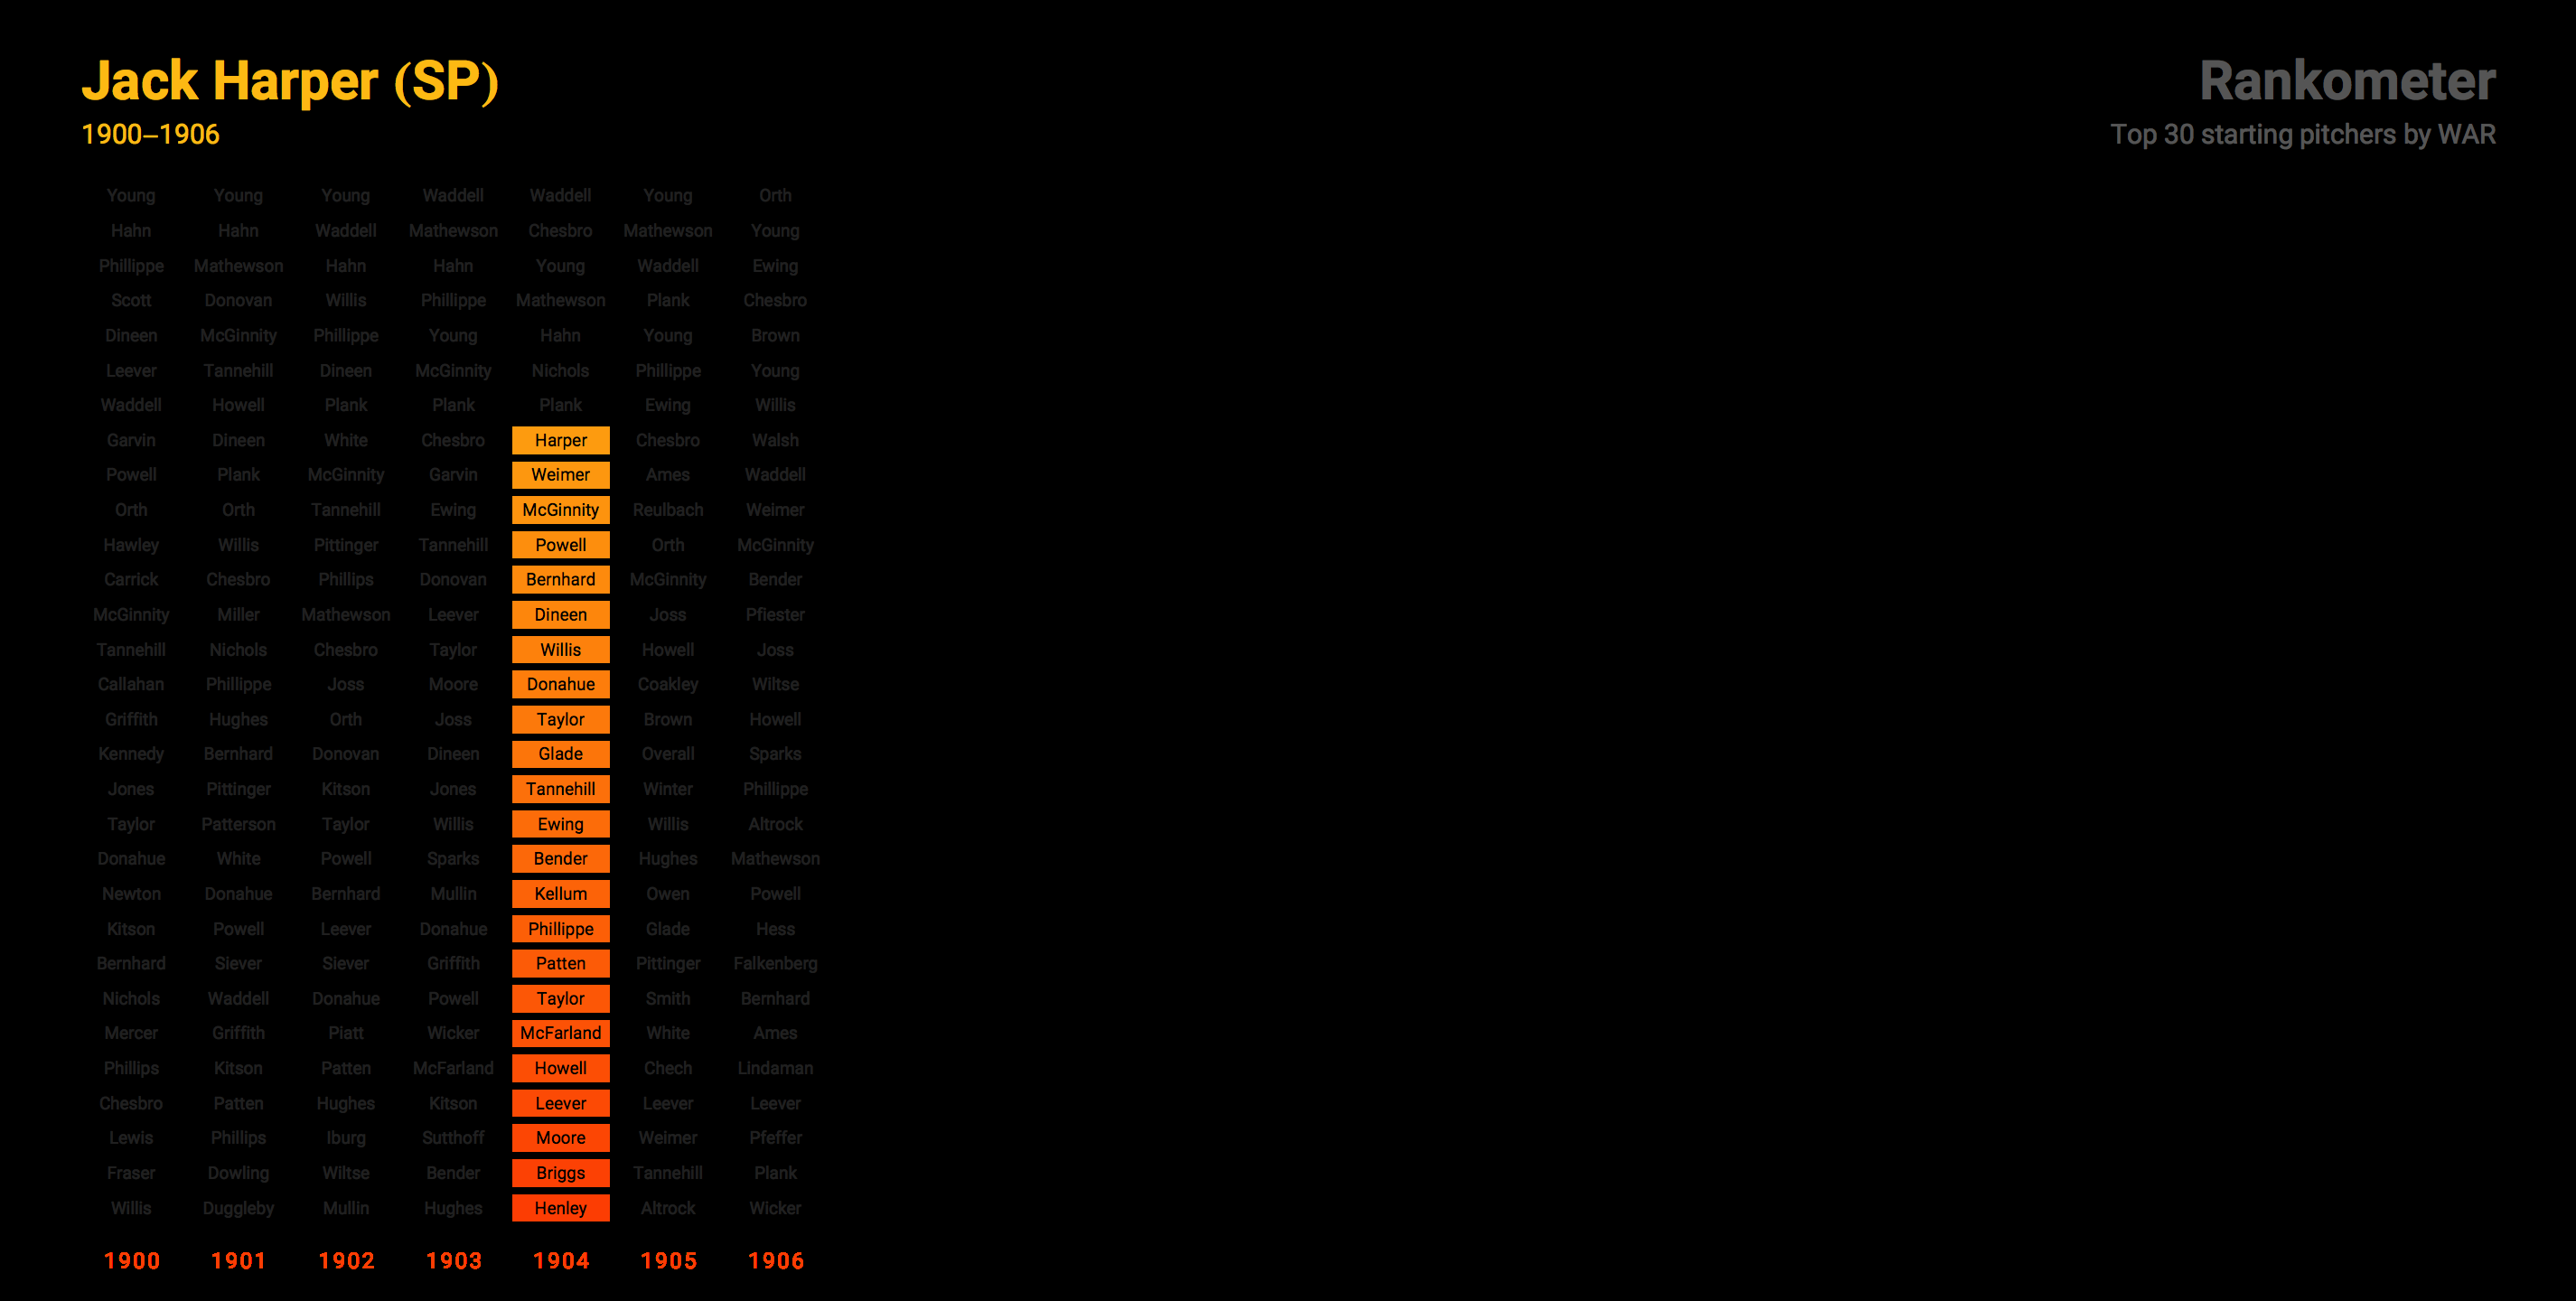 Jack Harper (SP)
1900–1906
Rankometer
Top 30 starting pitchers by WAR
Young Young Young Waddell Waddell Young Orth
Hahn Hahn Waddell Mathewson Chesbro Mathewson Young
Phillippe Mathewson Hahn Hahn Young Waddell Ewing
Scott Donovan Willis Phillippe Mathewson Plank Chesbro
Dineen McGinnity Phillippe Young Hahn Young Brown
Leever Tannehill Dineen McGinnity Nichols Phillippe Young
Waddell Howell Plank Plank Plank Ewing Willis
Garvin Dineen White Chesbro Harper Chesbro Walsh
Powell Plank McGinnity Garvin Weimer Ames Waddell
Orth Orth Tannehill Ewing McGinnity Reulbach Weimer
Hawley Willis Pittinger Tannehill Powell Orth McGinnity
Carrick Chesbro Phillips Donovan Bernhard McGinnity Bender
McGinnity Miller Mathewson Leever Dineen Joss Pfiester
Tannehill Nichols Chesbro Taylor Willis Howell Joss
Callahan Phillippe Joss Moore Donahue Coakley Wiltse
Griffith Hughes Orth Joss Taylor Brown Howell
Kennedy Bernhard Donovan Dineen Glade Overall Sparks
Jones Pittinger Kitson Jones Tannehill Winter Phillippe
Taylor Patterson Taylor Willis Ewing Willis Altrock
Donahue White Powell Sparks Bender Hughes Mathewson
Newton Donahue Bernhard Mullin Kellum Owen Powell
Kitson Powell Leever Donahue Phillippe Glade Hess
Bernhard Siever Siever Griffith Patten Pittinger Falkenberg
Nichols Waddell Donahue Powell Taylor Smith Bernhard
Mercer Griffith Piatt Wicker McFarland White Ames
Phillips Kitson Patten McFarland Howell Chech Lindaman
Chesbro Patten Hughes Kitson Leever Leever Leever
Lewis Phillips Iburg Sutthoff Moore Weimer Pfeffer
Fraser Dowling Wiltse Bender Briggs Tannehill Plank
Willis Duggleby Mullin Hughes Henley Altrock Wicker
1900 1901 1902 1903 1904 1905 1906